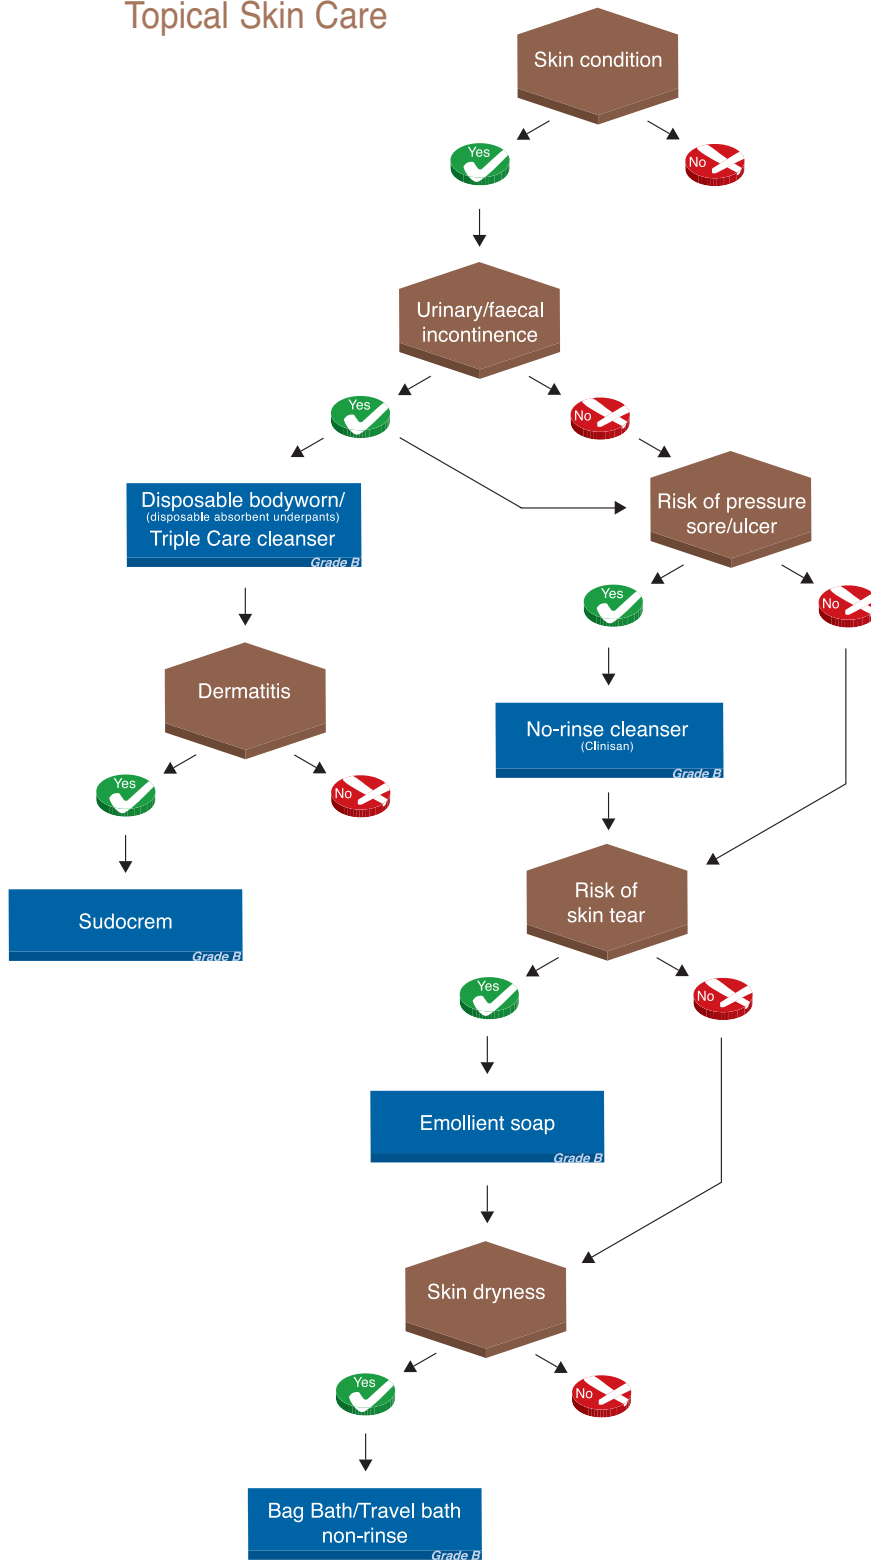 Topical Skin Care
Skin condition
Yes
No
Urinary/faecal
incontinence
Yes
No
Disposable bodyworn/
(disposable absorbent underpants)
Triple Care cleanser
Grade B
Risk of pressure
sore/ulcer
Yes
No
Dermatitis
No-rinse cleanser
(Clinisan)
Grade B
Yes
No
Risk of
skin tear
Sudocrem
Grade B
Yes
No
Emollient soap
Grade B
Skin dryness
Yes
No
Bag Bath/Travel bath
non-rinse
Grade B